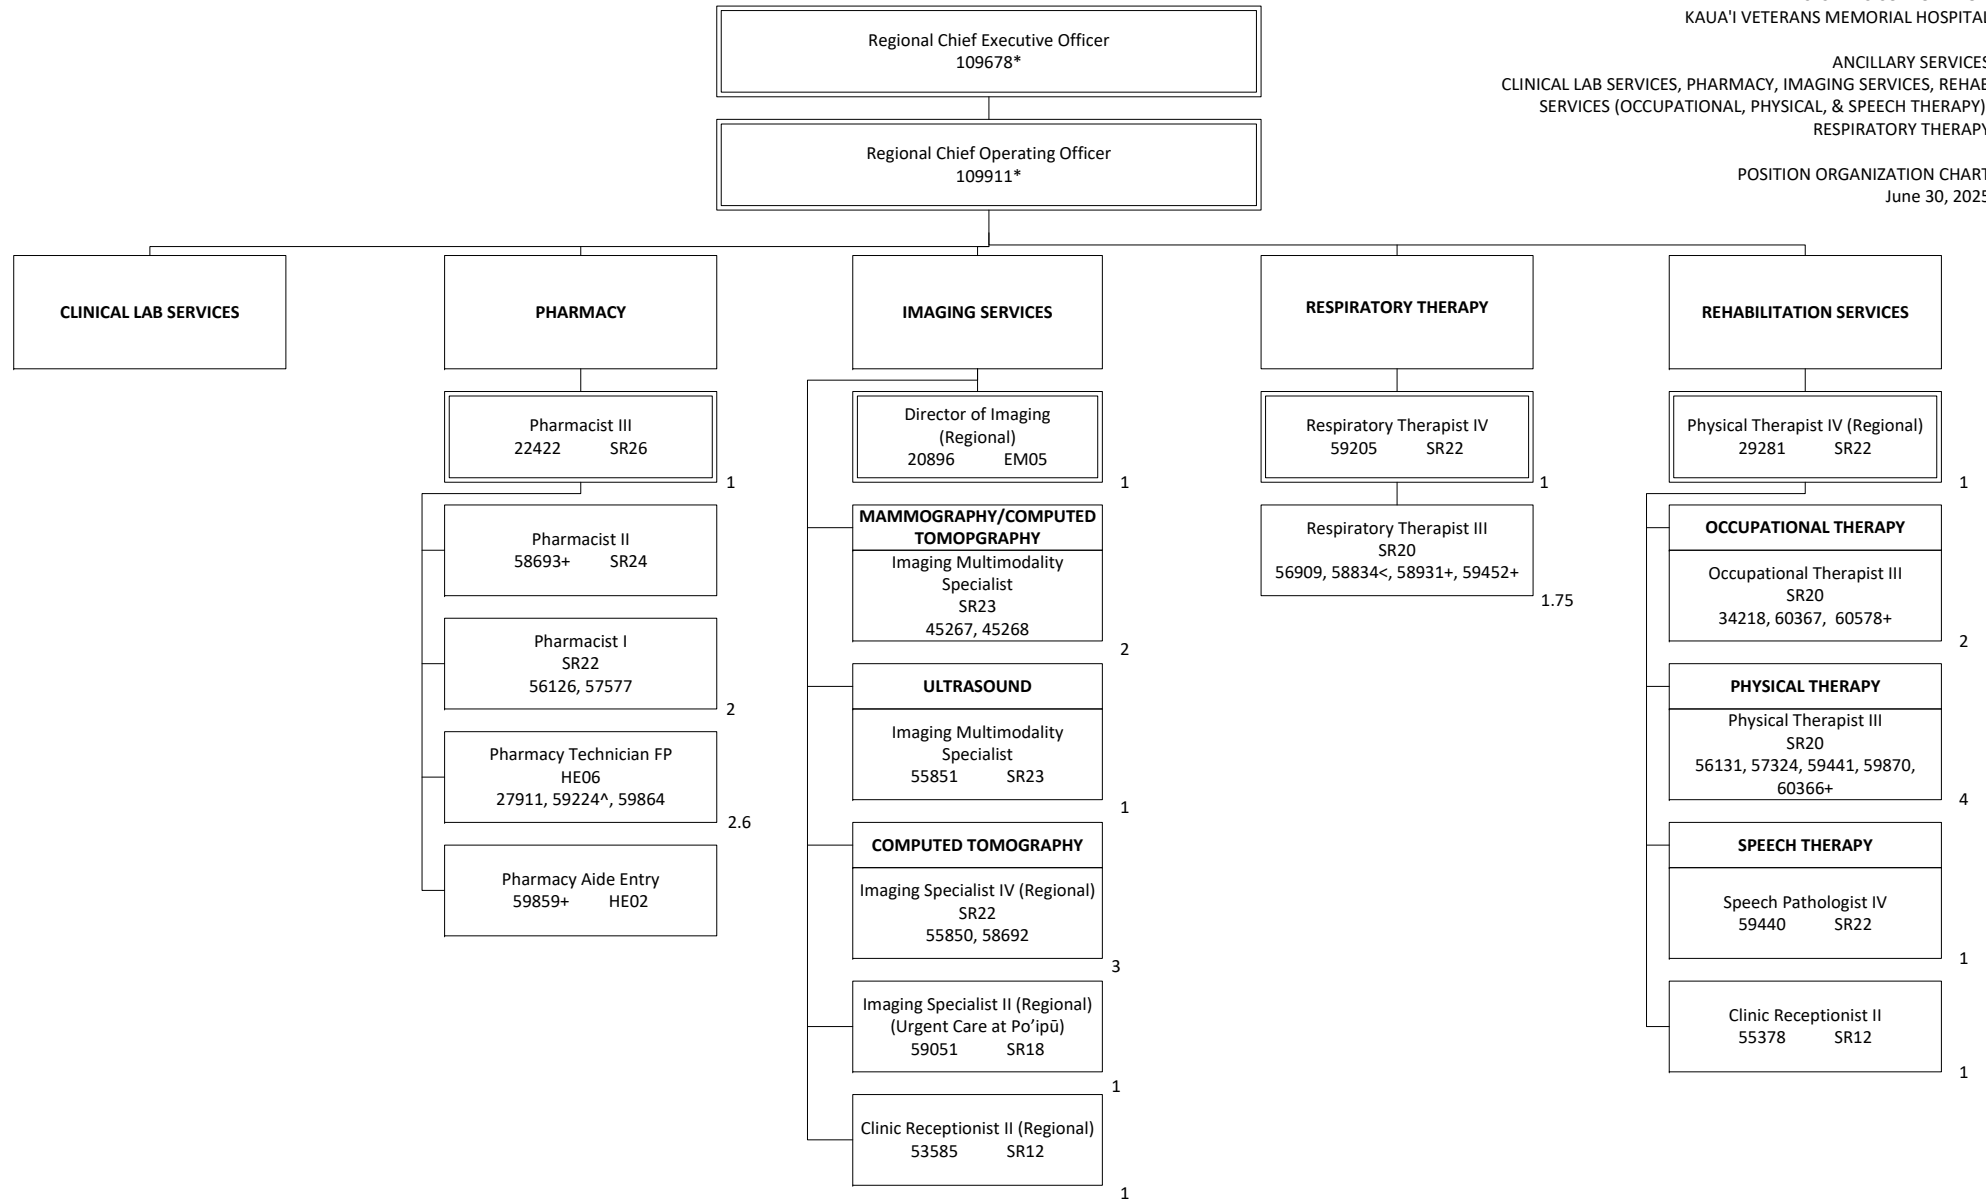 KAUA'I VETERANS MEMORIAL HOSPITAL
ANCILLARY SERVICES
CLINICAL LAB SERVICES, PHARMACY, IMAGING SERVICES, REHAB
SERVICES (OCCUPATIONAL, PHYSICAL, & SPEECH THERAPY)
RESPIRATORY THERAPY
POSITION ORGANIZATION CHART
June 30, 2025
Regional Chief Executive Officer
109678*
Regional Chief Operating Officer
109911*
CLINICAL LAB SERVICES
PHARMACY
Pharmacist III
22422 SR26
1
Pharmacist II
58693+ SR24
Pharmacist I
SR22
56126, 57577
2
Pharmacy Technician FP
HE06
27911, 59224^, 59864
2.6
Pharmacy Aide Entry
59859+ HE02
IMAGING SERVICES
Director of Imaging
(Regional)
20896 EM05
1
MAMMOGRAPHY/COMPUTED
TOMOPGRAPHY
Imaging Multimodality
Specialist
SR23
45267, 45268
2
ULTRASOUND
Imaging Multimodality
Specialist
55851 SR23
1
COMPUTED TOMOGRAPHY
Imaging Specialist IV (Regional)
SR22
55850, 58692
3
Imaging Specialist II (Regional)
(Urgent Care at Po’ipū)
59051 SR18
1
Clinic Receptionist II (Regional)
53585 SR12
1
RESPIRATORY THERAPY
Respiratory Therapist IV
59205 SR22
1
Respiratory Therapist III
SR20
56909, 58834<, 58931+, 59452+
1.75
REHABILITATION SERVICES
Physical Therapist IV (Regional)
29281 SR22
1
OCCUPATIONAL THERAPY
Occupational Therapist III
SR20
34218, 60367, 60578+
2
PHYSICAL THERAPY
Physical Therapist III
SR20
56131, 57324, 59441, 59870,
60366+
4
SPEECH THERAPY
Speech Pathologist IV
59440 SR22
1
Clinic Receptionist II
55378 SR12
1